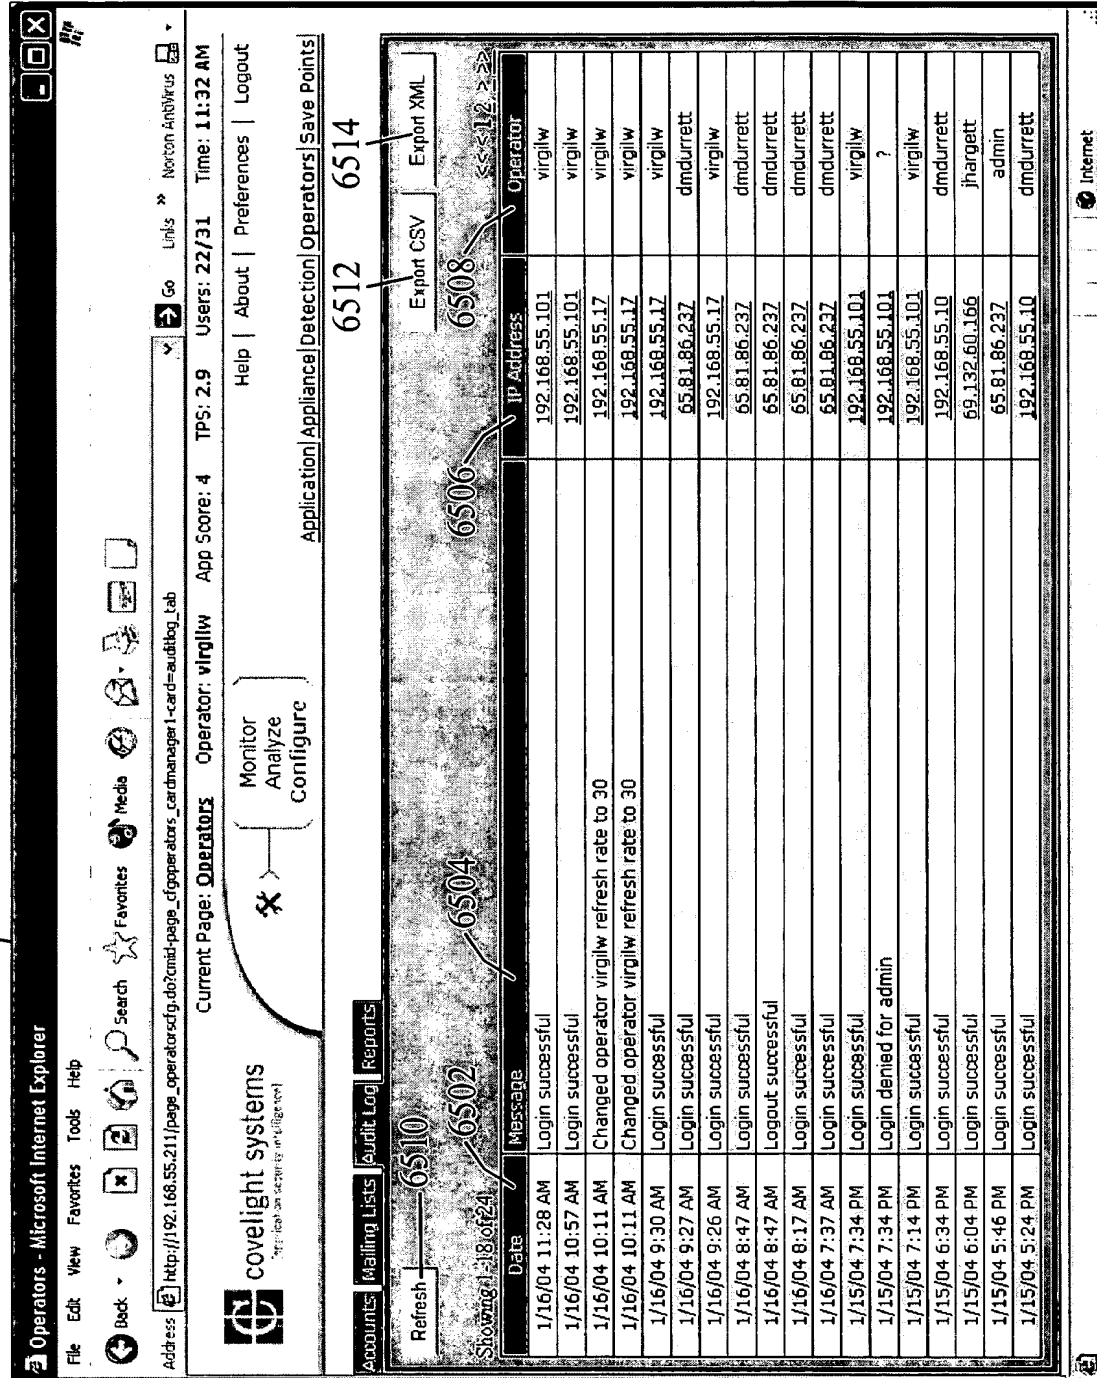 Operators - Microsoft Internet Explorer
File Edit View Favorites Tools Help
Back Search Favorites Media
Address http://192.168.55.211/page_operatorscfg.do?cmid-page_cfgoperators_cardmanager1-card=auditlog_tab Go Links » Norton AntiVirus
Current Page: Operators Operator: virgilw App Score: 4 TPS: 2.9 Users: 22/31 Time: 11:32 AM
covelight systems
Monitor
Analyze
Configure
Help | About | Preferences | Logout
Application| Appliance| Detection| Operators| Save Points|
Accounts Mailing Lists Audit Log Reports
6512 6514
Refresh 6510 Export CSV Export XML
Showing 1-18 of 24 6502 6504 6506 6508 << < 1 2 > >>
Date Message IP Address Operator
1/16/04 11:28 AM Login successful 192.168.55.101 virgilw
1/16/04 10:57 AM Login successful 192.168.55.101 virgilw
1/16/04 10:11 AM Changed operator virgilw refresh rate to 30 192.168.55.17 virgilw
1/16/04 10:11 AM Changed operator virgilw refresh rate to 30 192.168.55.17 virgilw
1/16/04 9:30 AM Login successful 192.168.55.17 virgilw
1/16/04 9:27 AM Login successful 65.81.86.237 dmdurrett
1/16/04 9:26 AM Login successful 192.168.55.17 virgilw
1/16/04 8:47 AM Login successful 65.81.86.237 dmdurrett
1/16/04 8:47 AM Logout successful 65.81.86.237 dmdurrett
1/16/04 8:17 AM Login successful 65.81.86.237 dmdurrett
1/16/04 7:37 AM Login successful 65.81.86.237 dmdurrett
1/15/04 7:34 PM Login successful 192.168.55.101 virgilw
1/15/04 7:34 PM Login denied for admin 192.168.55.101 ?
1/15/04 7:14 PM Login successful 192.168.55.101 virgilw
1/15/04 6:34 PM Login successful 192.168.55.10 dmdurrett
1/15/04 6:04 PM Login successful 69.132.60.166 jhargett
1/15/04 5:46 PM Login successful 65.81.86.237 admin
1/15/04 5:24 PM Login successful 192.168.55.10 dmdurrett
Internet